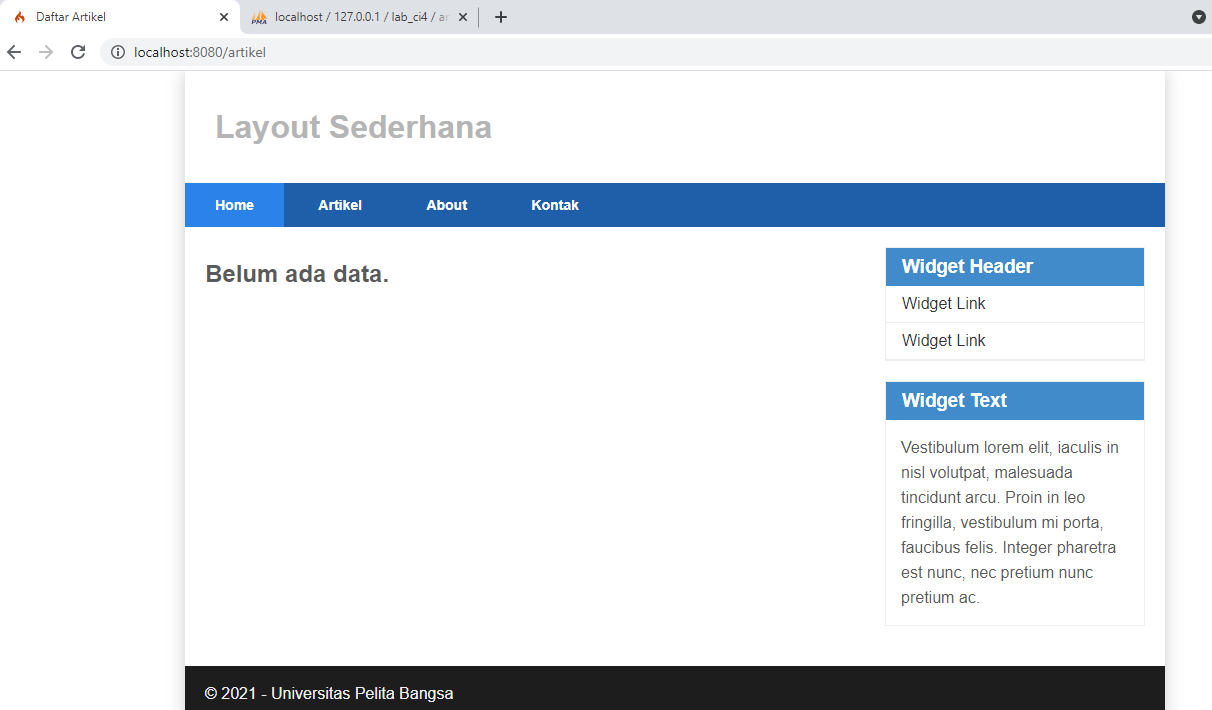 Daftar Artikel
PMA
localhost / 127.0.0.1 / lab_ci4 / ar
localhost:8080/artikel
Layout Sederhana
Home Artikel About Kontak
Belum ada data.
Widget Header
Widget Link
Widget Link
Widget Text
Vestibulum lorem elit, iaculis in
nisl volutpat, malesuada
tincidunt arcu. Proin in leo
fringilla, vestibulum mi porta,
faucibus felis. Integer pharetra
est nunc, nec pretium nunc
pretium ac.
© 2021 - Universitas Pelita Bangsa